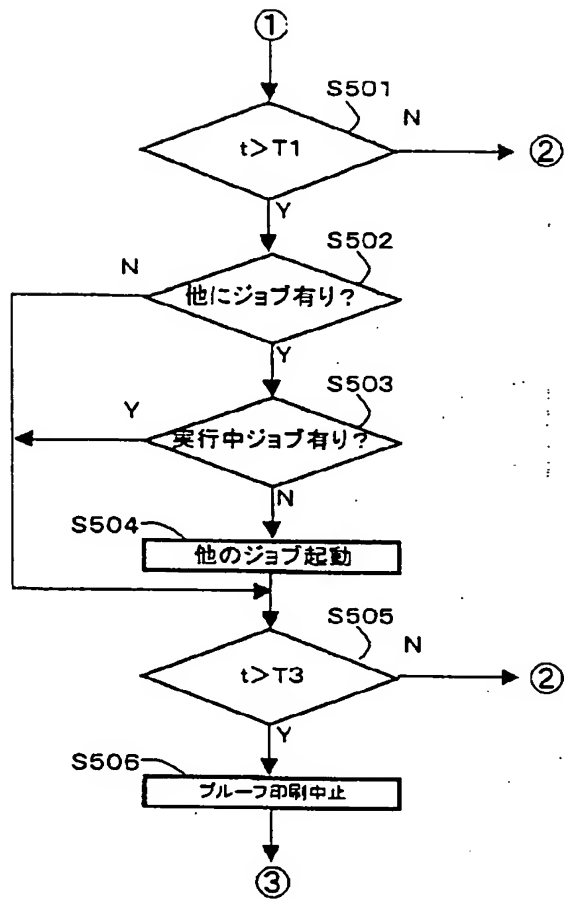 ①
S501
t>T1
N
②
Y
S502
N
他にジョブ有り?
Y
S503
Y
実行中ジョブ有り?
N
S504
他のジョブ起動
S505
t>T3
N
②
Y
S506
プルーフ印刷中止
③